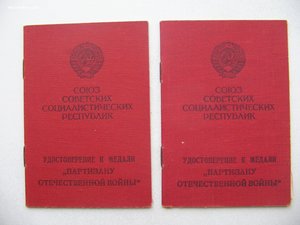 СОЮЗ
СОВЕТСКИХ
СОЦИАЛИСТИЧЕСКИХ
РЕСПУБЛИК
УДОСТОВЕРЕНИЕ К МЕДАЛИ
„ПАРТИЗАНУ
ОТЕЧЕСТВЕННОЙ ВОЙНЫ"
СОЮЗ
СОВЕТСКИХ
СОЦИАЛИСТИЧЕСКИХ
РЕСПУБЛИК
УДОСТОВЕРЕНИЕ К МЕДАЛИ
„ПАРТИЗАНУ
ОТЕЧЕСТВЕННОЙ ВОЙНЫ"